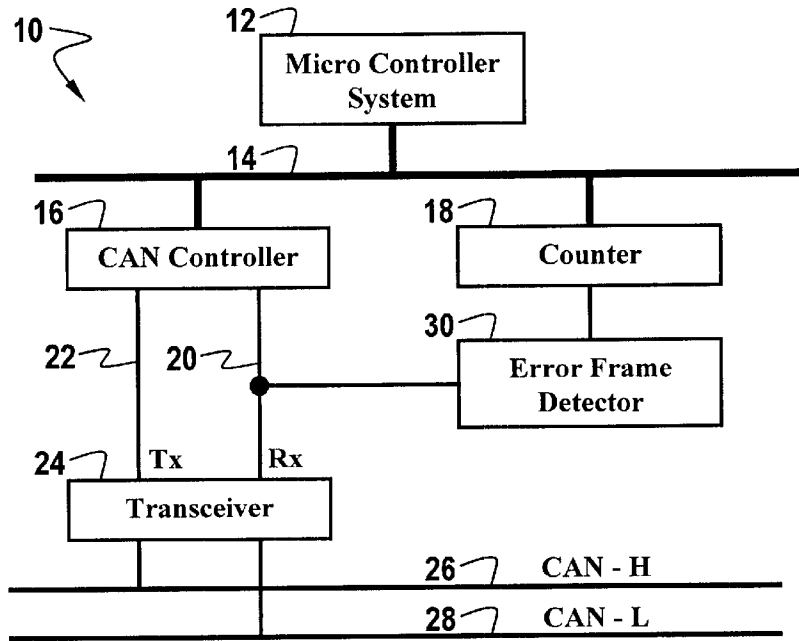 10
12
Micro Controller
System
14
16
CAN Controller
18
Counter
22
20
30
Error Frame
Detector
24
Tx
Rx
Transceiver
26
CAN - H
28
CAN - L